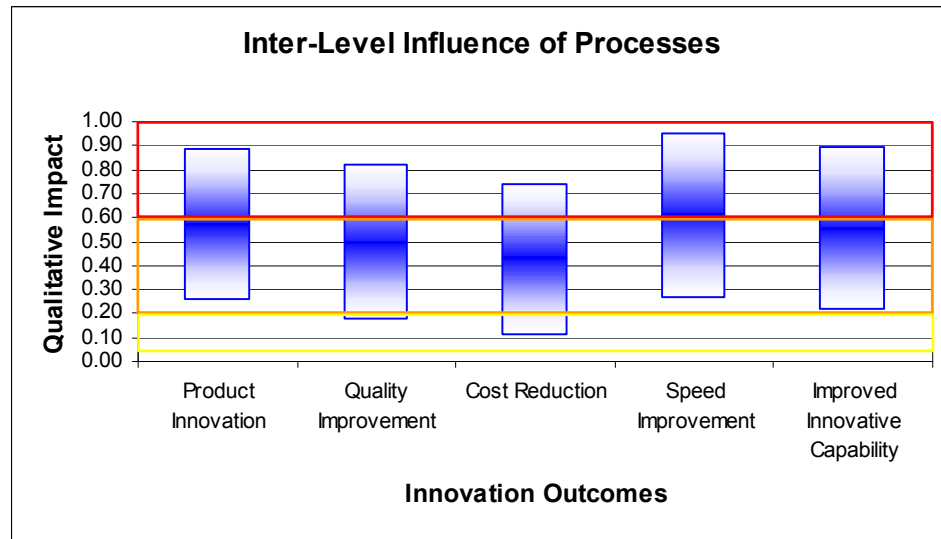 Inter-Level Influence of Processes
Qualitative Impact
1.00
0.90
0.80
0.70
0.60
0.50
0.40
0.30
0.20
0.10
0.00
Product
Innovation
Quality
Improvement
Cost Reduction
Speed
Improvement
Improved
Innovative
Capability
Innovation Outcomes